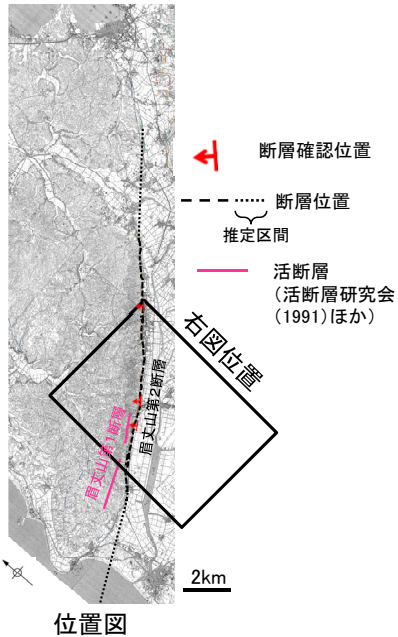 断層確認位置
断層位置
推定区間
活断層
(活断層研究会
(1991)ほか)
右図位置
眉丈山第2断層
眉丈山第1断層
2km
位置図